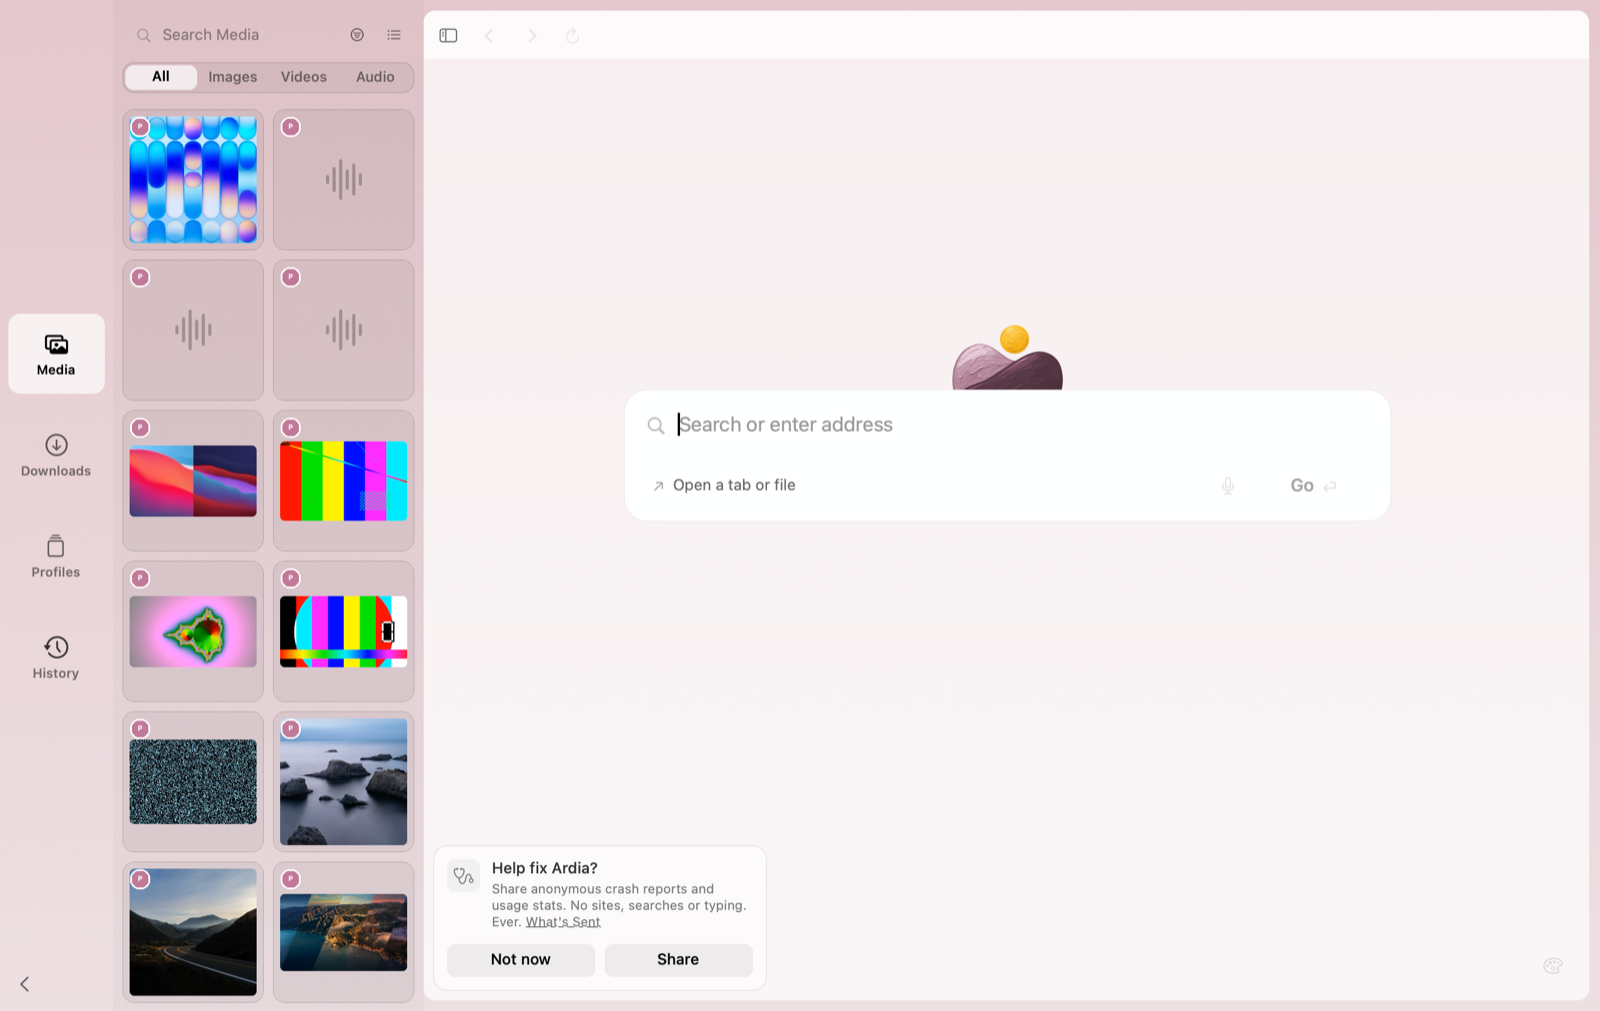 Search Media
All
Images
Videos
Audio
P
P
P
P
P
P
P
P
P
P
P
P
Media
Downloads
Profiles
History
Search or enter address
Open a tab or file
Go
Help fix Ardia?
Share anonymous crash reports and
usage stats. No sites, searches or typing.
Ever. What's Sent
Not now
Share